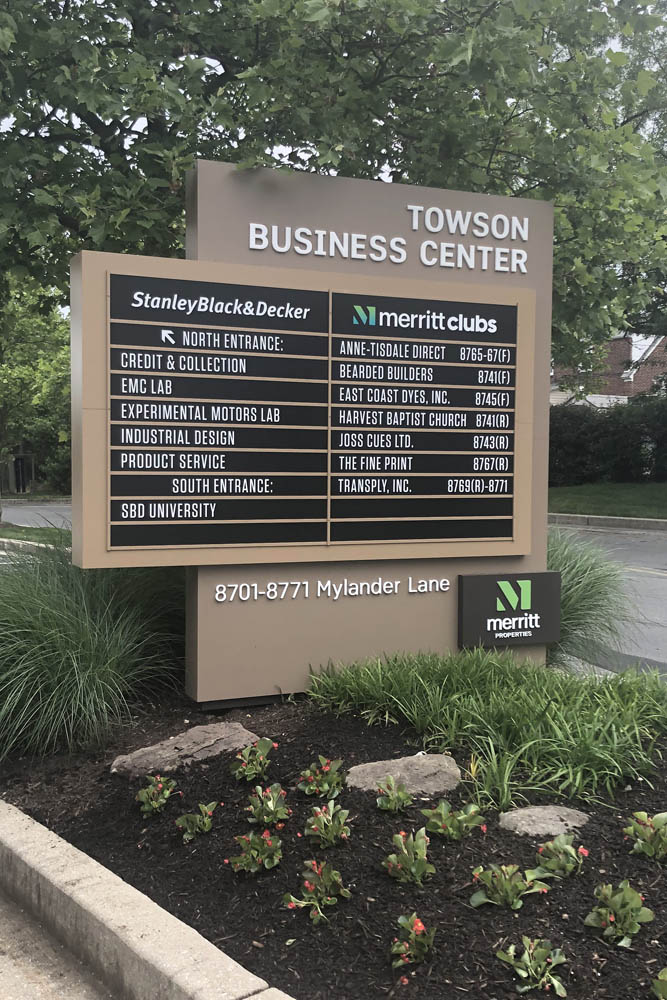 TOWSON
BUSINESS CENTER
StanleyBlack&Decker
NORTH ENTRANCE:
CREDIT & COLLECTION
EMC LAB
EXPERIMENTAL MOTORS LAB
INDUSTRIAL DESIGN
PRODUCT SERVICE
SOUTH ENTRANCE:
SBD UNIVERSITY
merrittclubs
ANNE-TISDALE DIRECT 8765-67(F)
BEARDED BUILDERS 8741(F)
EAST COAST DYES, INC. 8745(F)
HARVEST BAPTIST CHURCH 8741(R)
JOSS CUES LTD. 8743(R)
THE FINE PRINT 8767(R)
TRANSPLY, INC. 8769(R)-8771
8701-8771 Mylander Lane
merritt
PROPERTIES